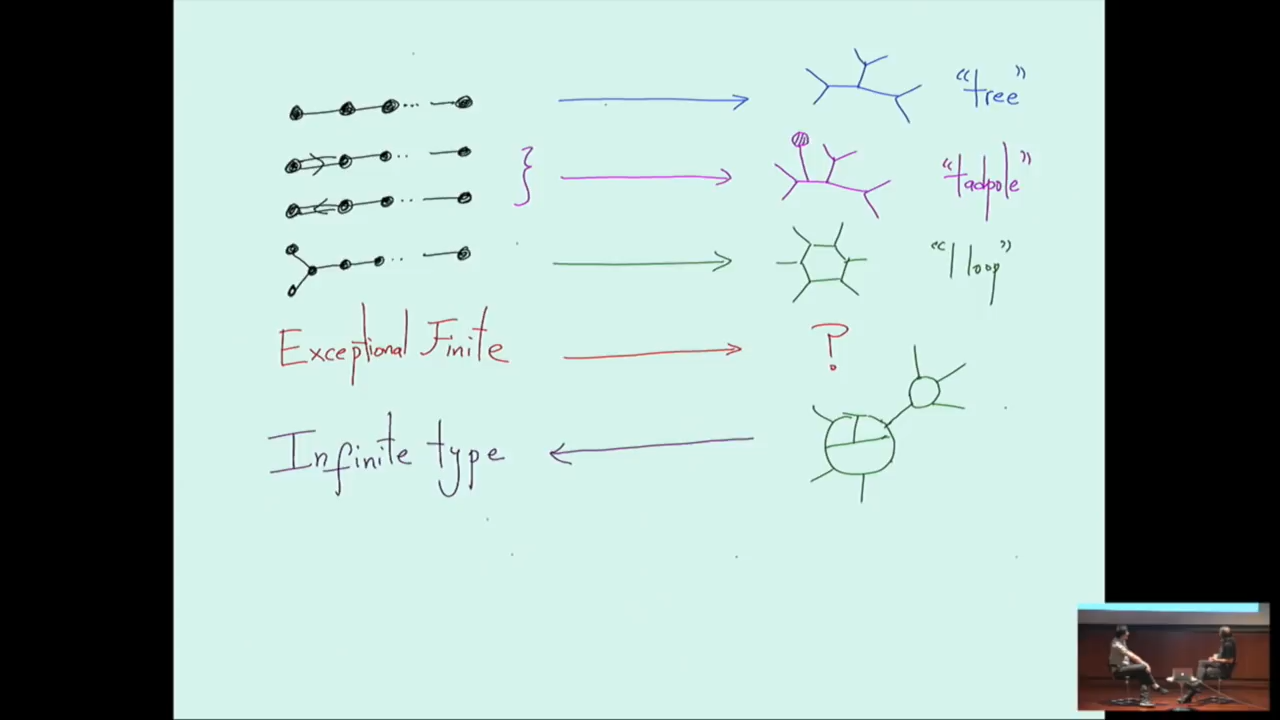 “tree”
“tadpole”
“1 loop”
Exceptional Finite ?
Infinite type